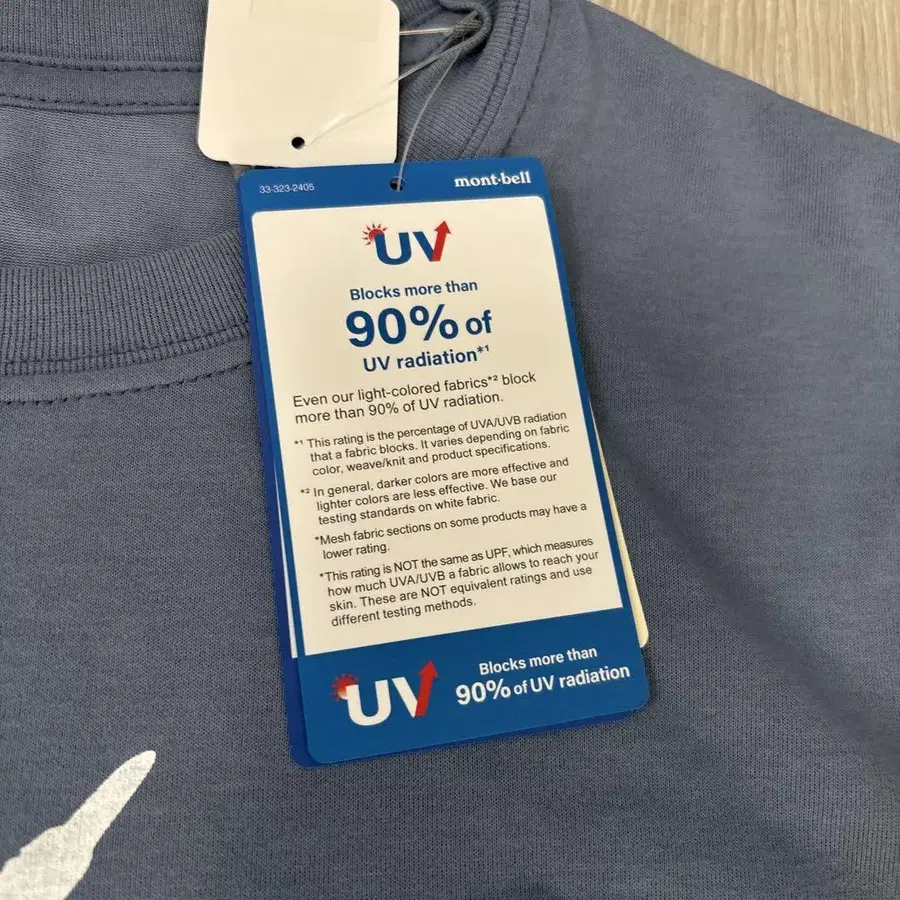 33-323-2405
mont-bell
UV
Blocks more than
90% of
UV radiation*¹
Even our light-colored fabrics*² block
more than 90% of UV radiation.
*¹ This rating is the percentage of UVA/UVB radiation
that a fabric blocks. It varies depending on fabric
color, weave/knit and product specifications.
*² In general, darker colors are more effective and
lighter colors are less effective. We base our
testing standards on white fabric.
*Mesh fabric sections on some products may have a
lower rating.
*This rating is NOT the same as UPF, which measures
how much UVA/UVB a fabric allows to reach your
skin. These are NOT equivalent ratings and use
different testing methods.
UV
Blocks more than
90% of UV radiation